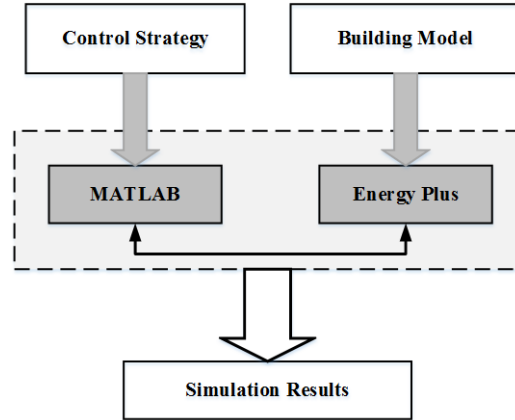 Control Strategy
Building Model
MATLAB
Energy Plus
Simulation Results